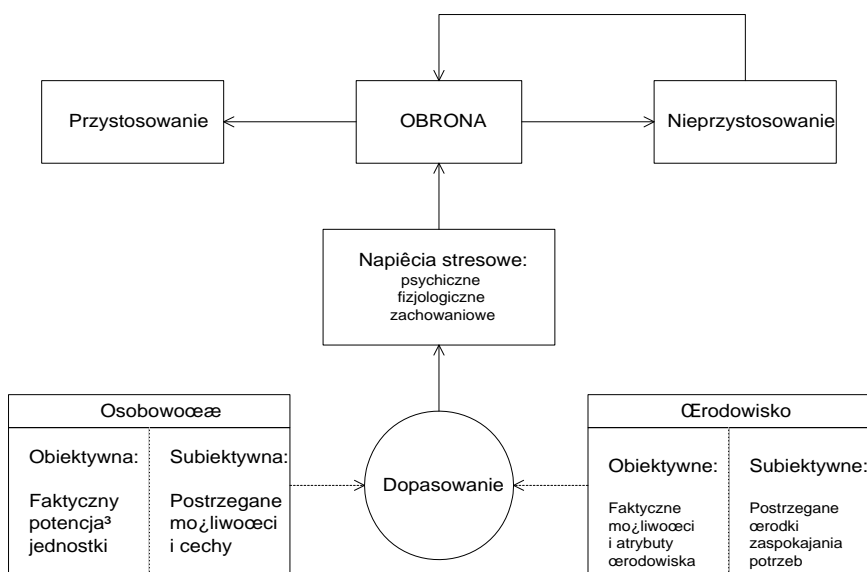 Przystosowanie
OBRONA
Nieprzystosowanie
Napiêcia stresowe:
psychiczne
fizjologiczne
zachowaniowe
Osobowoœæ
Obiektywna:
Faktyczny
potencja³
jednostki
Subiektywna:
Postrzegane
mo¿liwoœci
i cechy
Dopasowanie
Œrodowisko
Obiektywne:
Faktyczne
mo¿liwoœci
i atrybuty
œrodowiska
Subiektywne:
Postrzegane
œrodki
zaspokajania
potrzeb